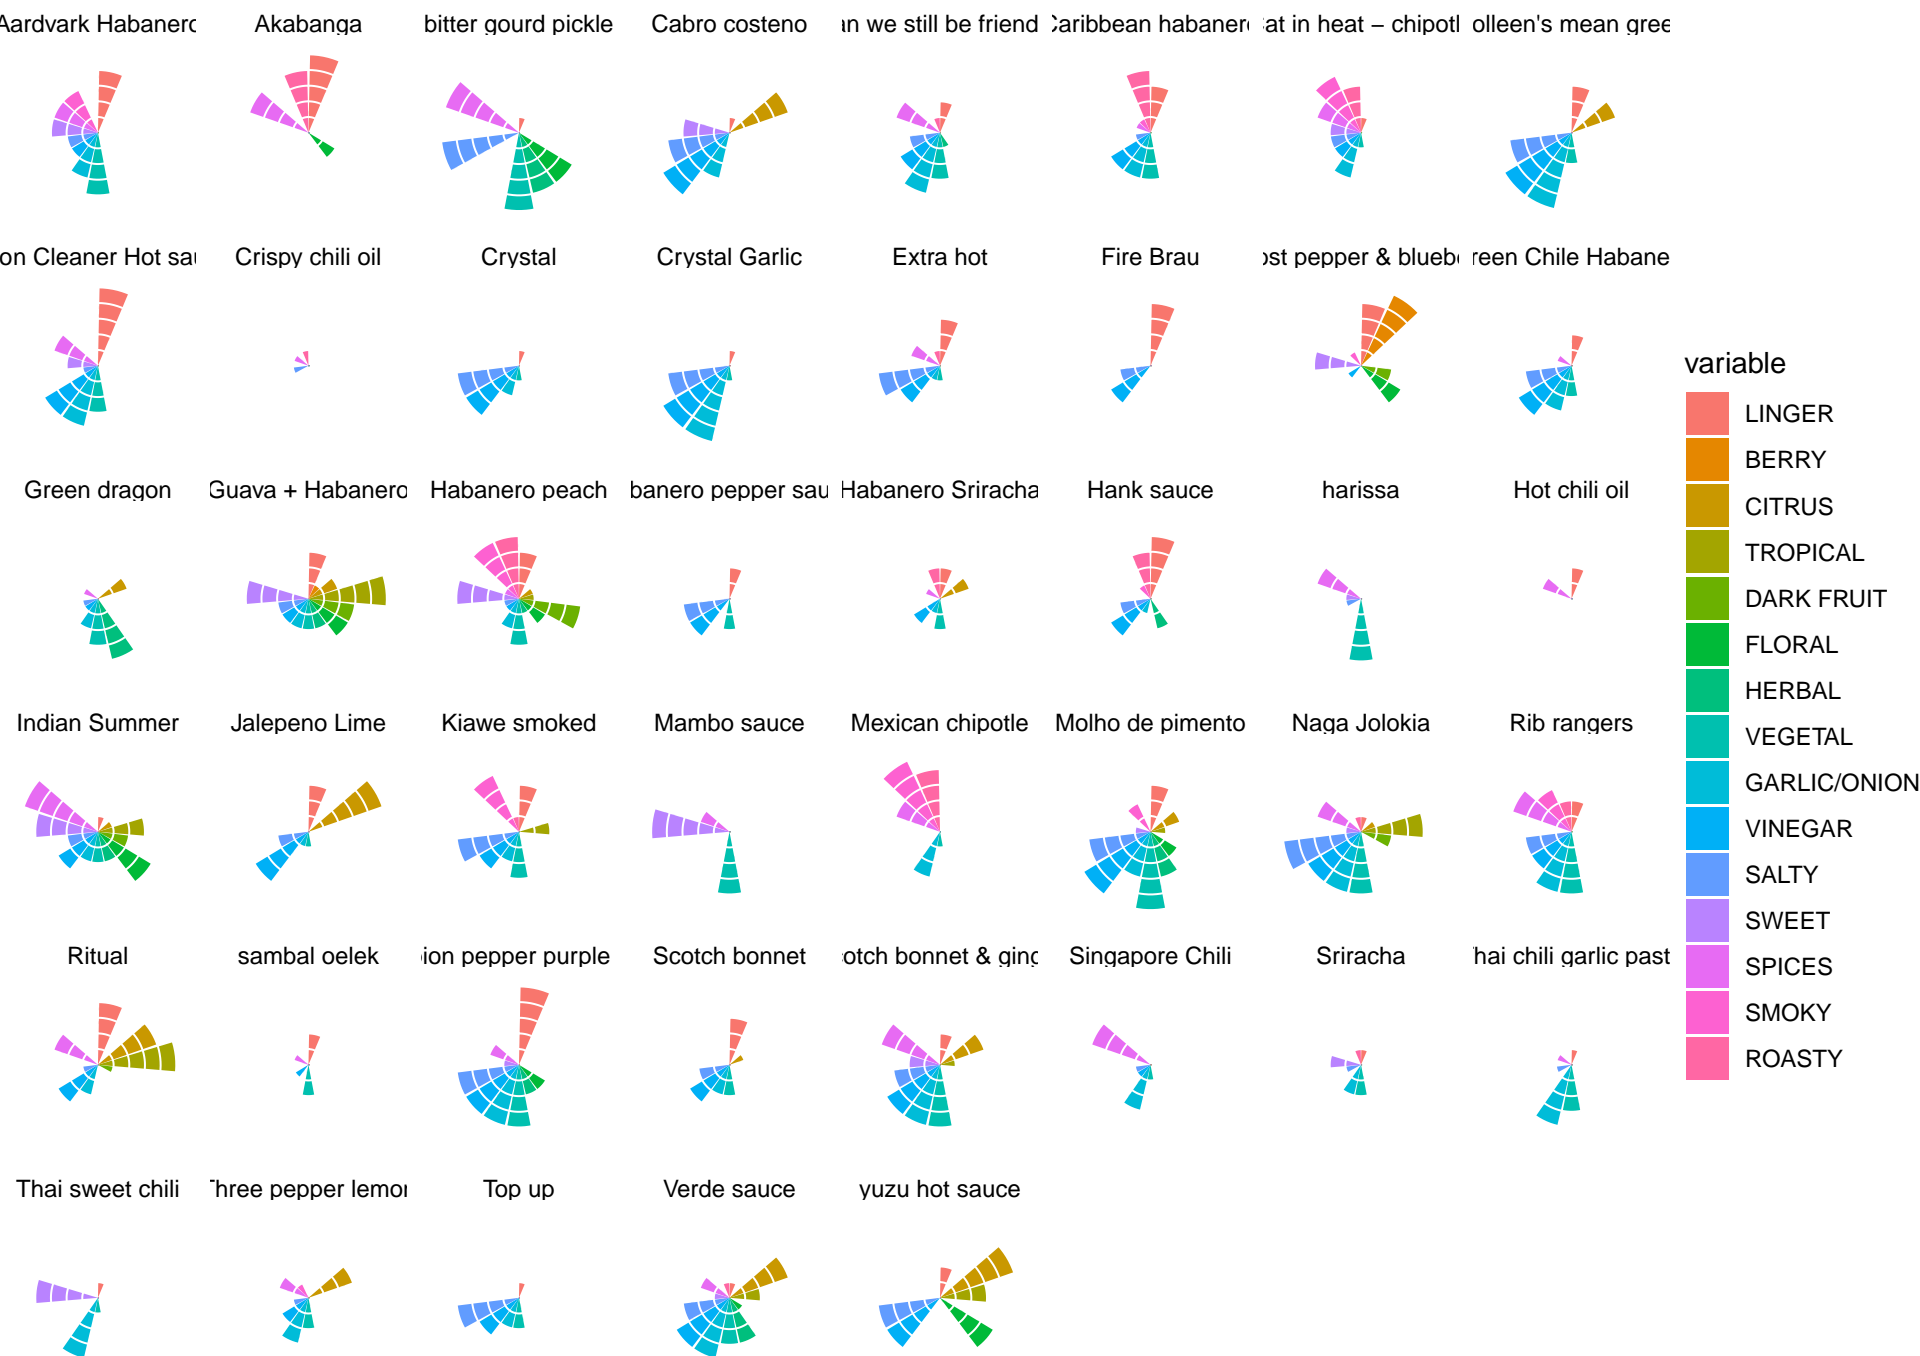 Aardvark Habanero Akabanga bitter gourd pickle Cabro costeno an we still be friend Caribbean habanero at in heat – chipotl olleen's mean gree
on Cleaner Hot sau Crispy chili oil Crystal Crystal Garlic Extra hot Fire Brau ost pepper & bluebe reen Chile Habane
Green dragon Guava + Habanero Habanero peach banero pepper sau Habanero Sriracha Hank sauce harissa Hot chili oil
variable
LINGER
BERRY
CITRUS
TROPICAL
DARK FRUIT
FLORAL
HERBAL
VEGETAL
GARLIC/ONION
VINEGAR
SALTY
SWEET
SPICES
SMOKY
ROASTY
Indian Summer Jalepeno Lime Kiawe smoked Mambo sauce Mexican chipotle Molho de pimento Naga Jolokia Rib rangers
Ritual sambal oelek ion pepper purple Scotch bonnet otch bonnet & ging Singapore Chili Sriracha Thai chili garlic past
Thai sweet chili Three pepper lemon Top up Verde sauce yuzu hot sauce